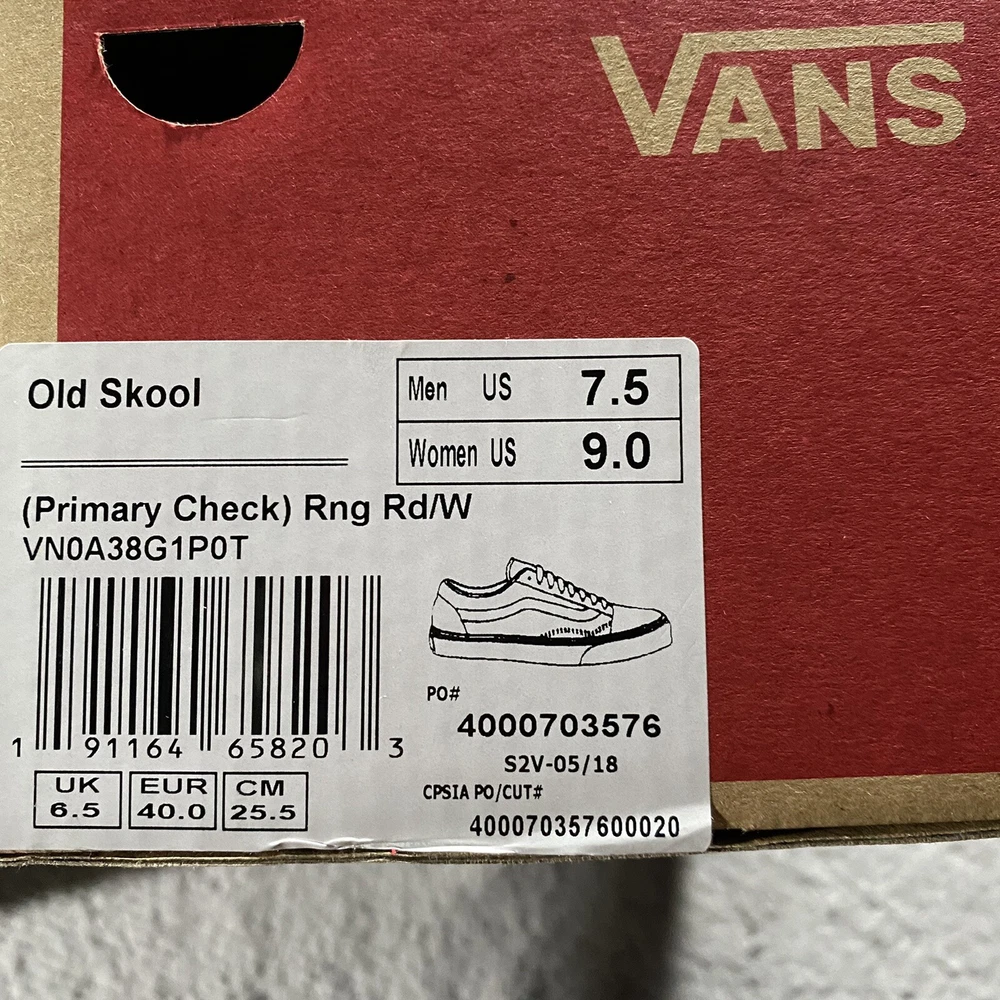 VANS
Old Skool
Men US 7.5
Women US 9.0
(Primary Check) Rng Rd/W
VN0A38G1P0T
1 91164 65820 3
PO#
4000703576
S2V-05/18
CPSIA PO/CUT#
400070357600020
UK EUR CM
6.5 40.0 25.5